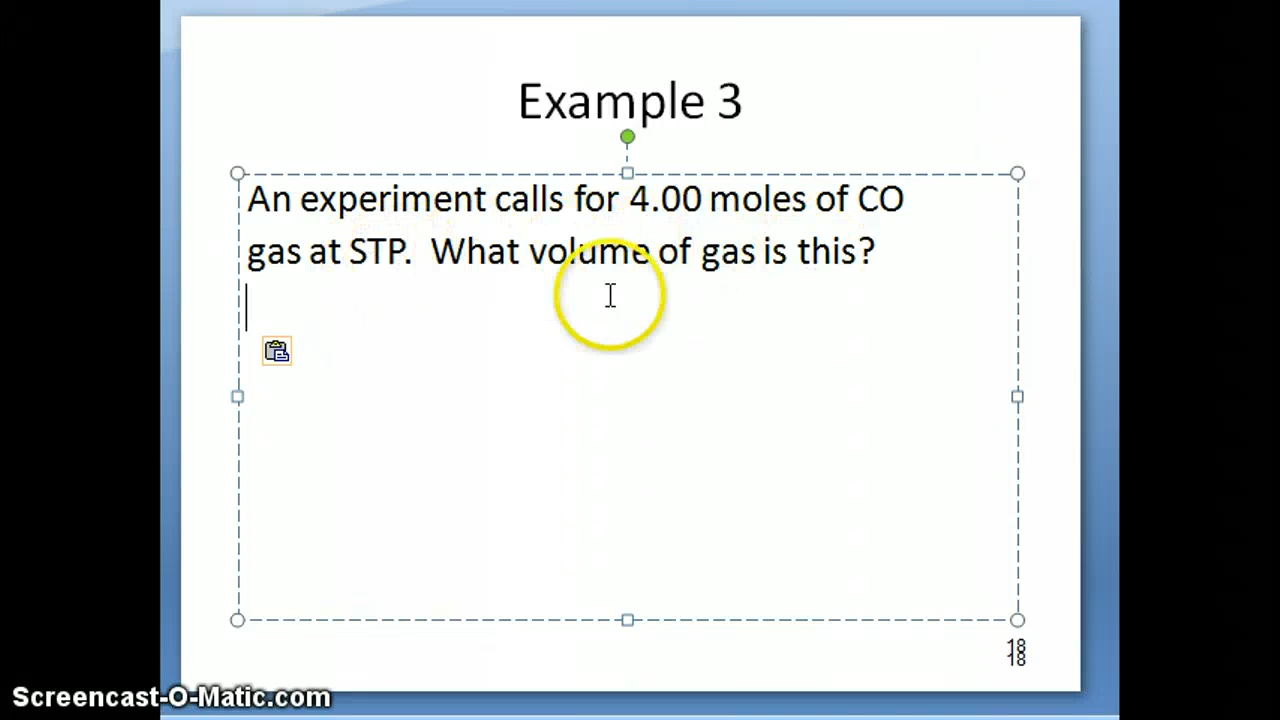 Example 3
An experiment calls for 4.00 moles of CO
gas at STP.  What volume of gas is this?
18
18
Screencast-O-Matic.com